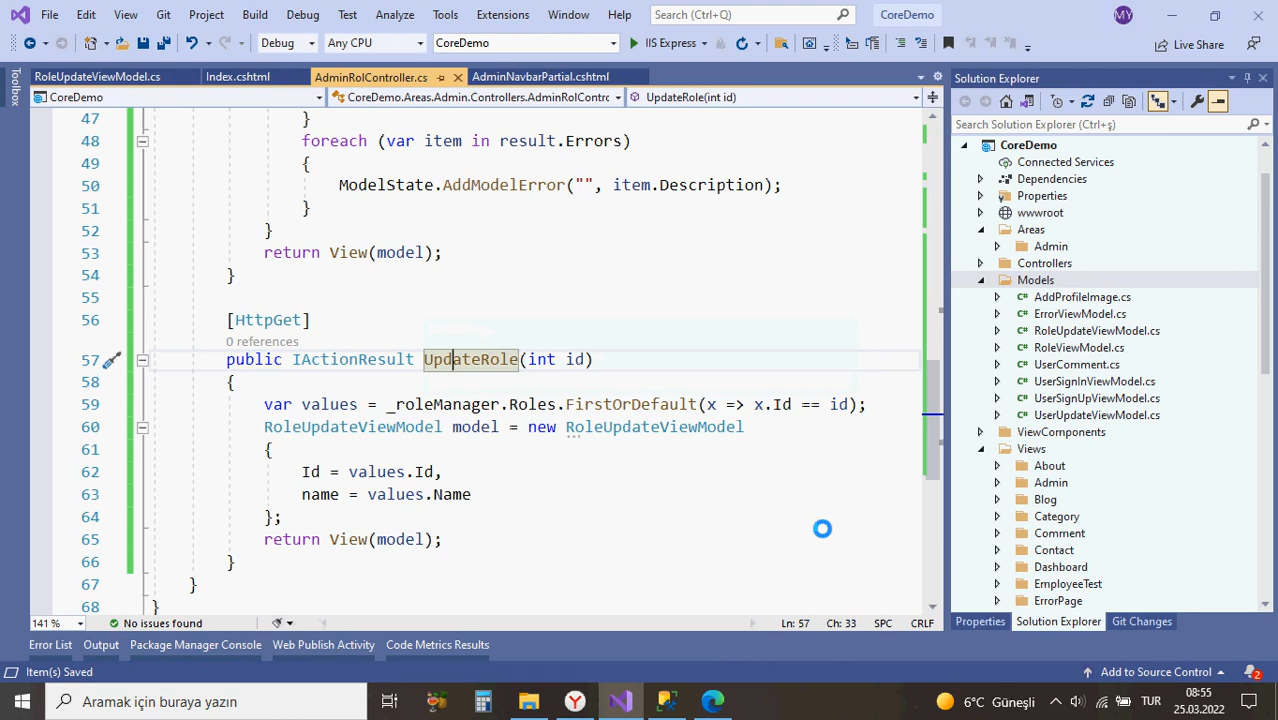 File Edit View Git Project Build Debug Test Analyze Tools Extensions Window Help Search (Ctrl+Q) CoreDemo MY
Debug Any CPU CoreDemo IIS Express Live Share
Toolbox
RoleUpdateViewModel.cs Index.cshtml AdminRolController.cs AdminNavbarPartial.cshtml
CoreDemo CoreDemo.Areas.Admin.Controllers.AdminRolContrc UpdateRole(int id)
47 }
48 foreach (var item in result.Errors)
49 {
50 ModelState.AddModelError("", item.Description);
51 }
52 }
53 return View(model);
54 }
55
56 [HttpGet]
0 references
57 public IActionResult UpdateRole(int id)
58 {
59 var values = _roleManager.Roles.FirstOrDefault(x => x.Id == id);
60 RoleUpdateViewModel model = new RoleUpdateViewModel
61 {
62 Id = values.Id,
63 name = values.Name
64 };
65 return View(model);
66 }
67 }
68 }
141 % No issues found Ln: 57 Ch: 33 SPC CRLF
Solution Explorer
Search Solution Explorer (Ctrl+ş)
CoreDemo
Connected Services
Dependencies
Properties
wwwroot
Areas
Admin
Controllers
Models
AddProfileImage.cs
ErrorViewModel.cs
RoleUpdateViewModel.cs
RoleViewModel.cs
UserComment.cs
UserSignInViewModel.cs
UserSignUpViewModel.cs
UserUpdateViewModel.cs
ViewComponents
Views
About
Admin
Blog
Category
Comment
Contact
Dashboard
EmployeeTest
ErrorPage
Properties Solution Explorer Git Changes
Error List Output Package Manager Console Web Publish Activity Code Metrics Results
Item(s) Saved Add to Source Control 2
Aramak için buraya yazın 6°C Güneşli TUR 08:55
25.03.2022